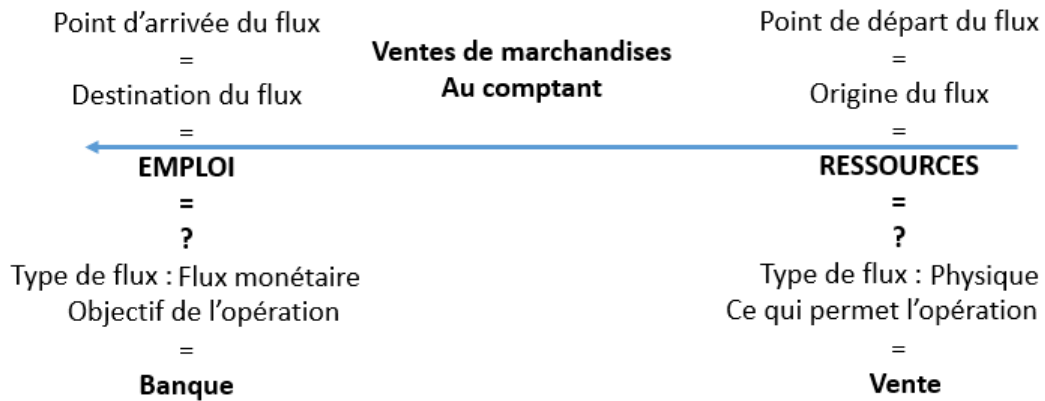 Point d'arrivée du flux
=
Destination du flux
=
EMPLOI
=
?
Type de flux : Flux monétaire
Objectif de l'opération
=
Banque
Ventes de marchandises
Au comptant
Point de départ du flux
=
Origine du flux
=
RESSOURCES
=
?
Type de flux : Physique
Ce qui permet l'opération
=
Vente